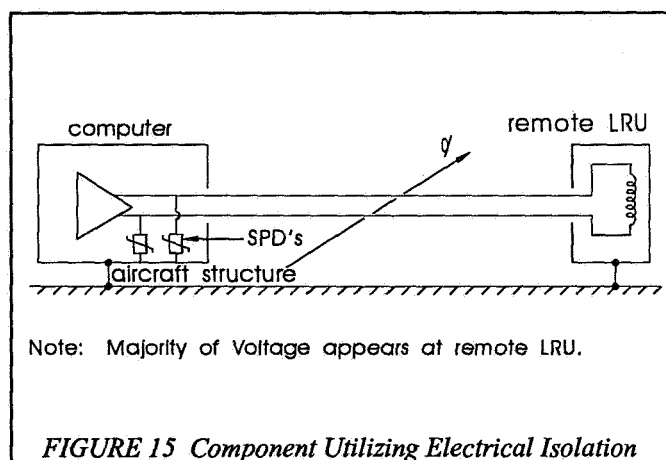 computer
remote LRU
φ
SPD's
aircraft structure
Note: Majority of Voltage appears at remote LRU.
FIGURE 15 Component Utilizing Electrical Isolation